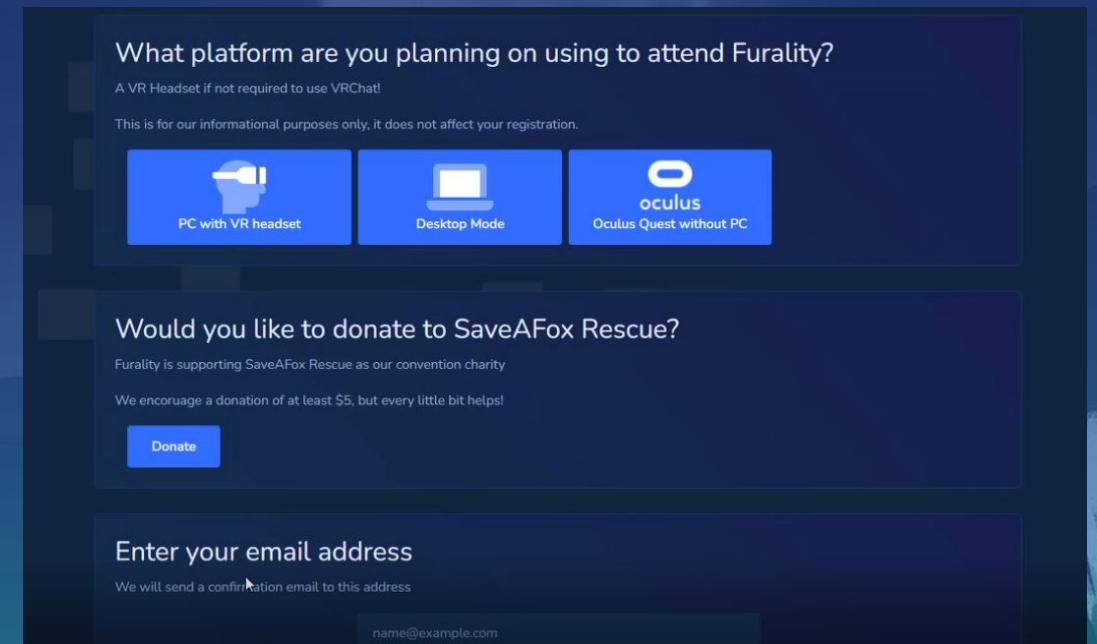 What platform are you planning on using to attend Furality?
A VR Headset if not required to use VRChat!
This is for our informational purposes only, it does not affect your registration.
PC with VR headset
Desktop Mode
oculus
Oculus Quest without PC
Would you like to donate to SaveAFox Rescue?
Furality is supporting SaveAFox Rescue as our convention charity
We encoruage a donation of at least $5, but every little bit helps!
Donate
Enter your email address
We will send a confirmation email to this address
name@example.com